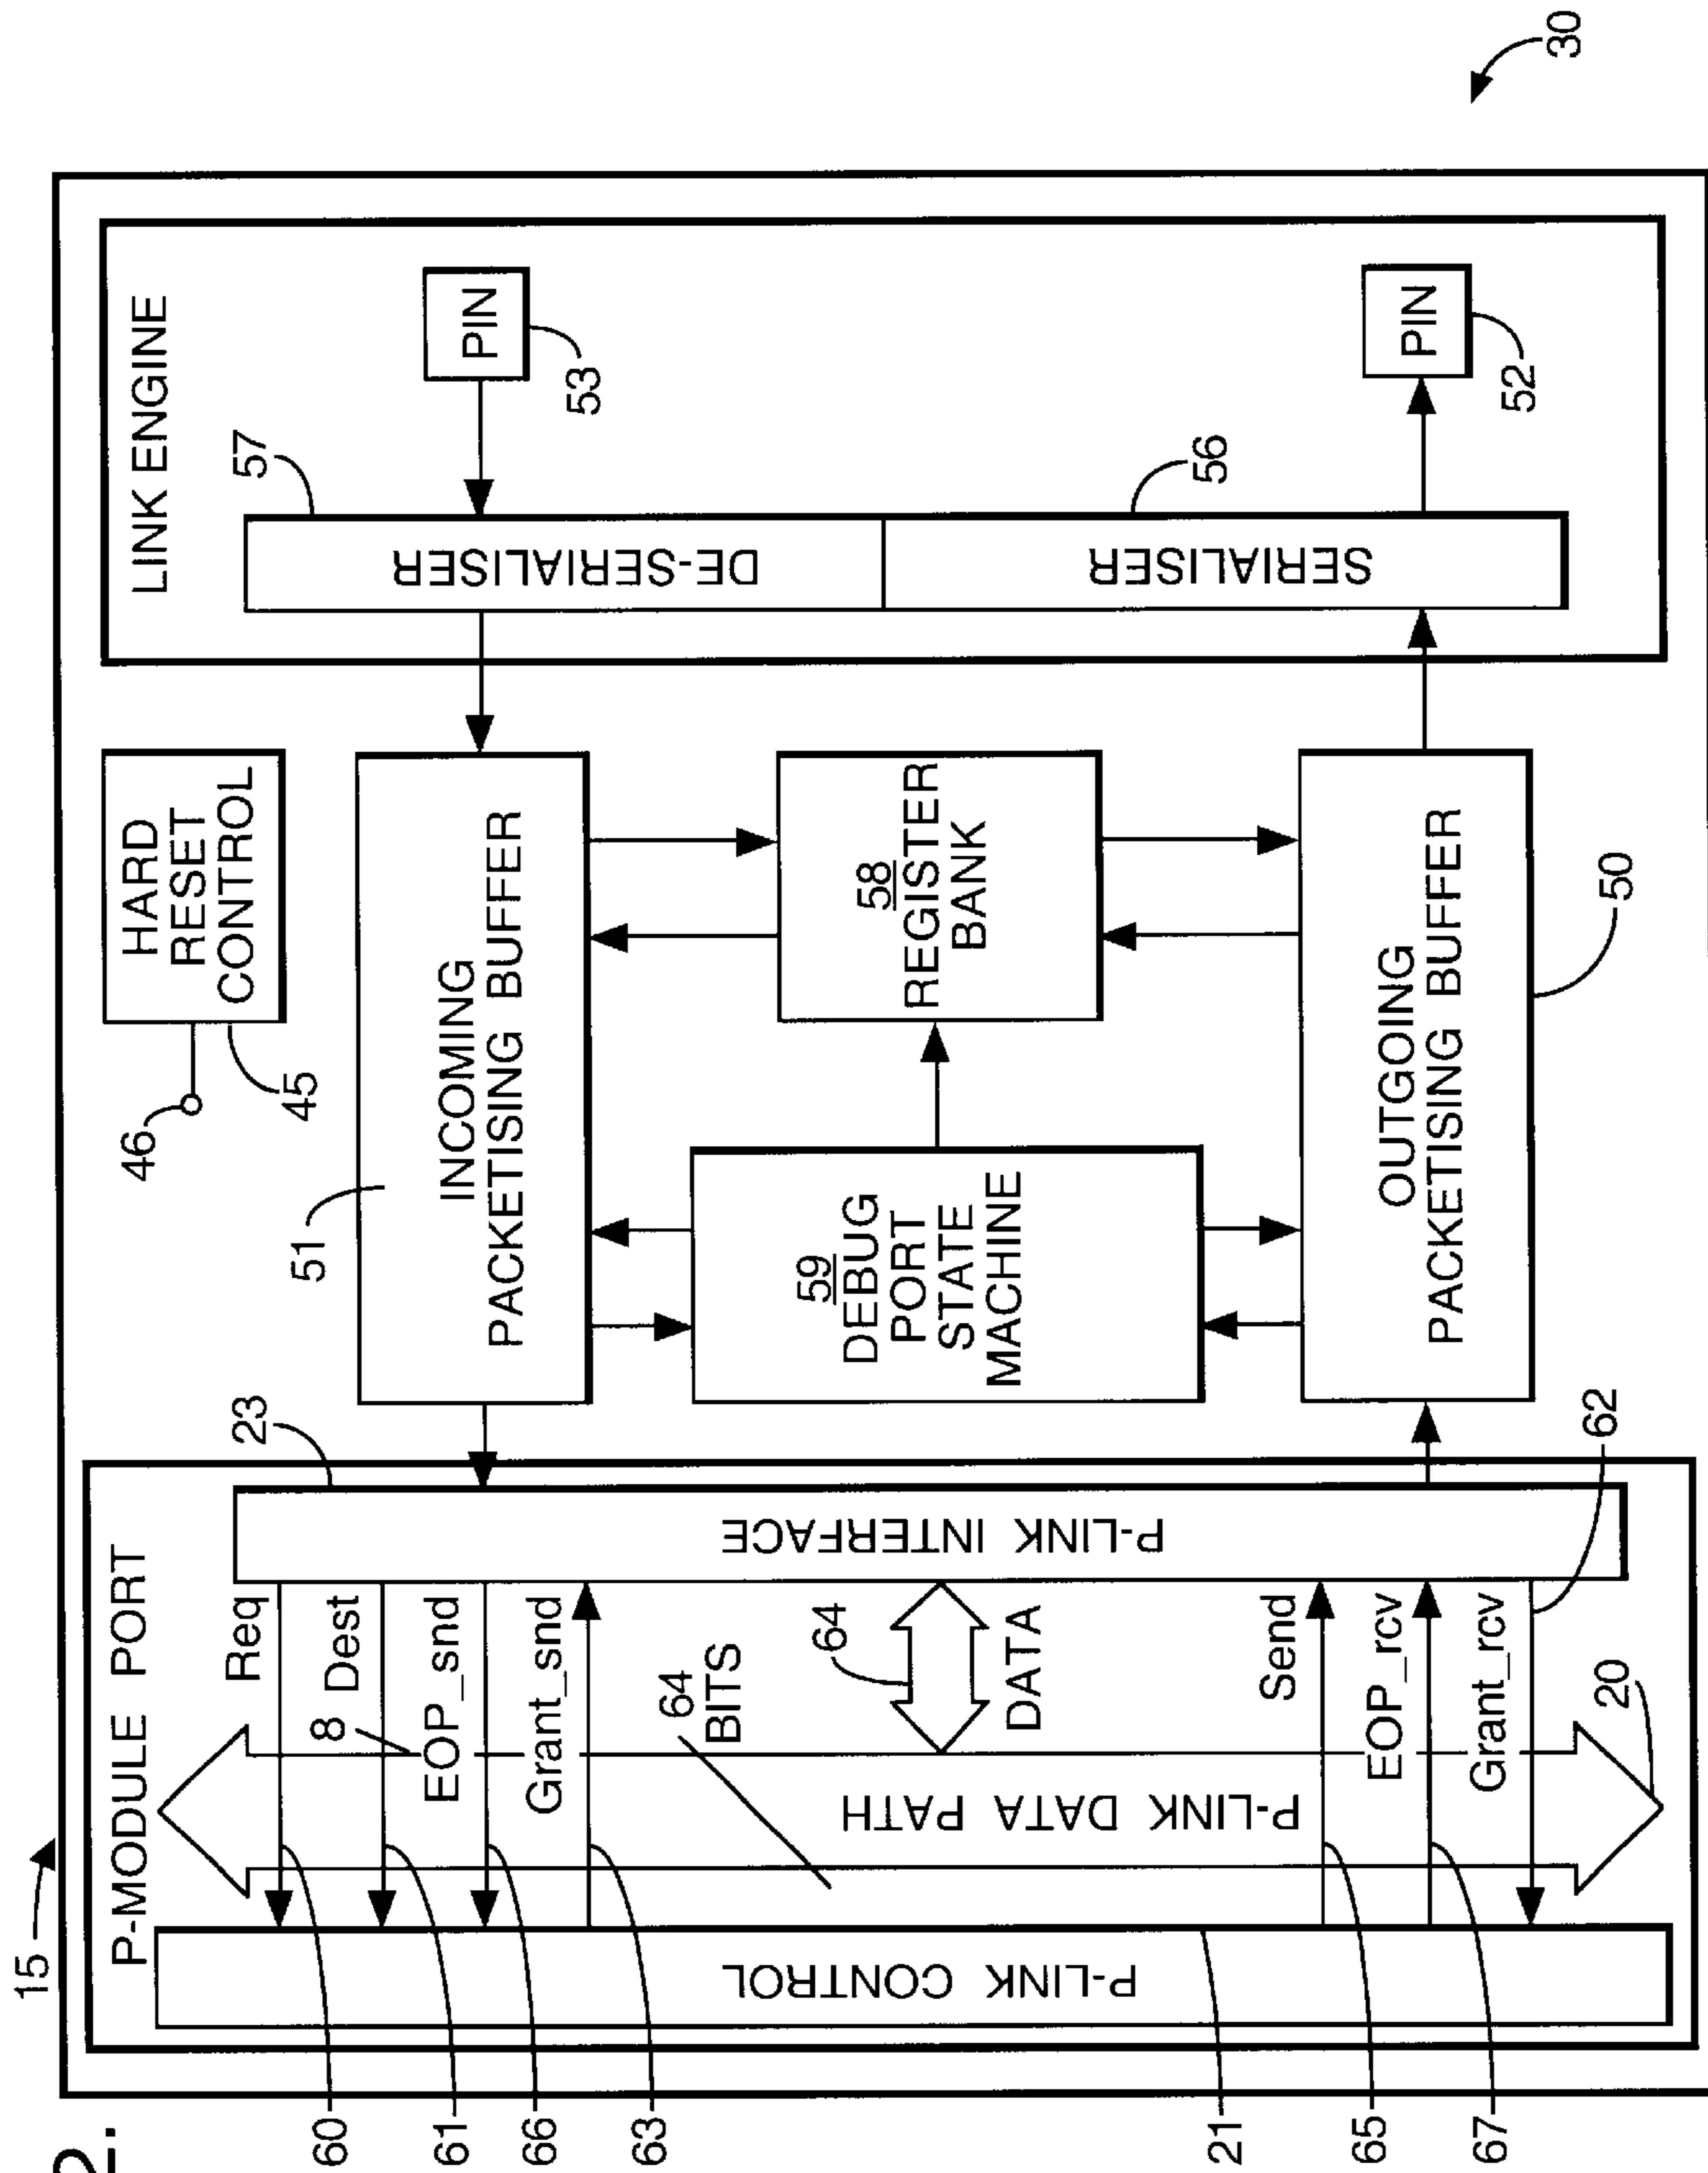 2.
15
P-MODULE PORT
P-LINK CONTROL
21
P-LINK DATA PATH
20
64
BITS
8
Req
Dest
EOP_snd
Grant_snd
64
DATA
Send
EOP_rcv
Grant_rcv
P-LINK INTERFACE
23
62
60
61
66
63
65
67
46
45
HARD
RESET
CONTROL
51
INCOMING
PACKETISING BUFFER
59
DEBUG
PORT
STATE
MACHINE
58
REGISTER
BANK
OUTGOING
PACKETISING BUFFER
50
LINK ENGINE
57
DE-SERIALISER
SERIALISER
56
PIN
53
PIN
52
30